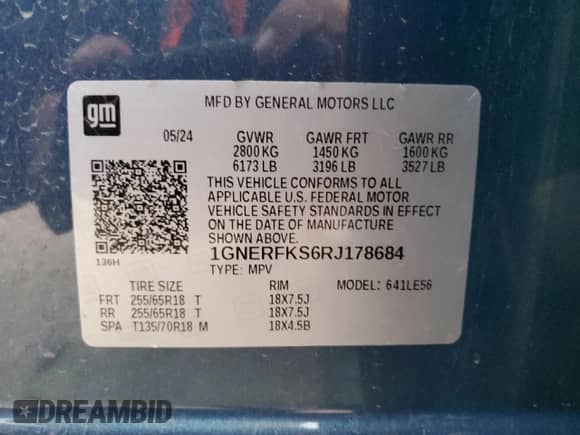 gm
MFD BY GENERAL MOTORS LLC
05/24 GVWR GAWR FRT GAWR RR
2800 KG 1450 KG 1600 KG
6173 LB 3196 LB 3527 LB
THIS VEHICLE CONFORMS TO ALL
APPLICABLE U.S. FEDERAL MOTOR
VEHICLE SAFETY STANDARDS IN EFFECT
ON THE DATE OF MANUFACTURE
SHOWN ABOVE.
1GNERFKS6RJ178684
136H
TYPE: MPV
TIRE SIZE RIM MODEL: 641LE56
FRT 255/65R18 T 18X7.5J
RR 255/65R18 T 18X7.5J
SPA T135/70R18 M 18X4.5B
DREAMBID